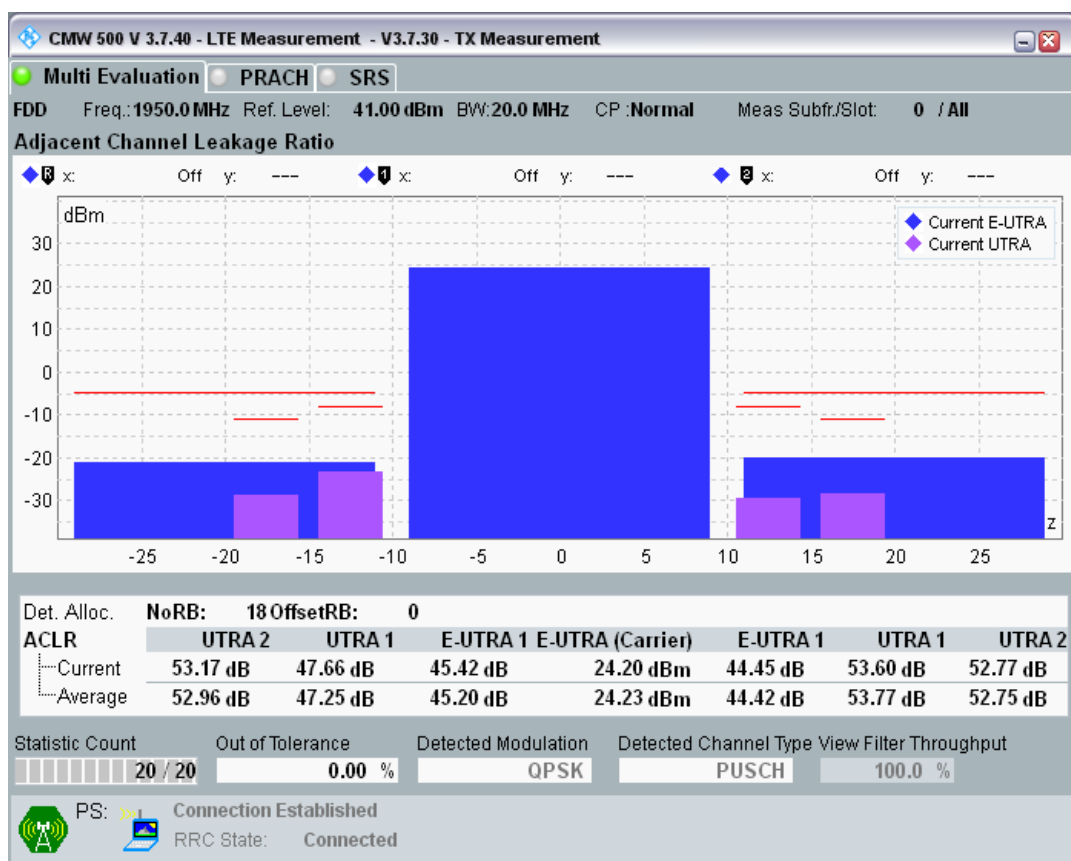 CMW 500 V 3.7.40 - LTE Measurement - V3.7.30 - TX Measurement
Multi Evaluation PRACH SRS
FDD Freq.: 1950.0 MHz Ref. Level: 41.00 dBm BW: 20.0 MHz CP : Normal Meas Subfr./Slot: 0 / All
Adjacent Channel Leakage Ratio
R x: Off y: --- 1 x: Off y: --- 2 x: Off y: ---
dBm
Current E-UTRA
Current UTRA
30
20
10
0
-10
-20
-30
z
-25 -20 -15 -10 -5 0 5 10 15 20 25
Det. Alloc. NoRB: 18 OffsetRB: 0
ACLR UTRA 2 UTRA 1 E-UTRA 1 E-UTRA (Carrier) E-UTRA 1 UTRA 1 UTRA 2
Current 53.17 dB 47.66 dB 45.42 dB 24.20 dBm 44.45 dB 53.60 dB 52.77 dB
Average 52.96 dB 47.25 dB 45.20 dB 24.23 dBm 44.42 dB 53.77 dB 52.75 dB
Statistic Count Out of Tolerance Detected Modulation Detected Channel Type View Filter Throughput
20 / 20 0.00 % QPSK PUSCH 100.0 %
PS: Connection Established
RRC State: Connected